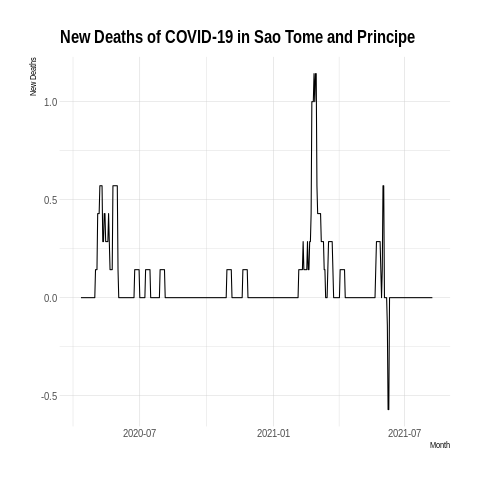 New Deaths of COVID-19 in Sao Tome and Principe
New Deaths
1.0
0.5
0.0
-0.5
2020-07
2021-01
2021-07
Month